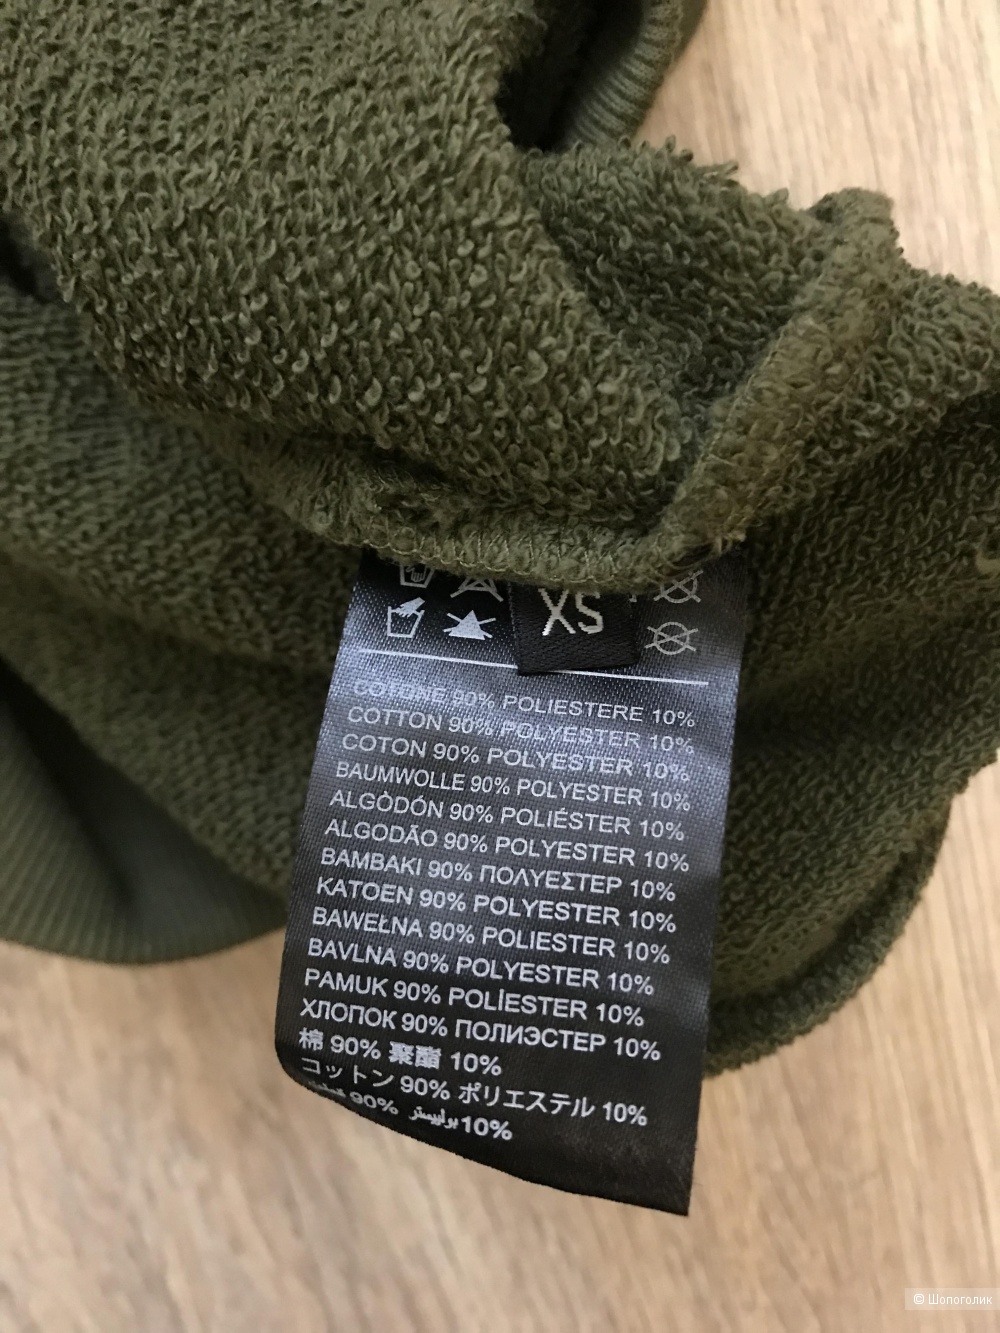 XS
COTONE 90% POLIESTERE 10%
COTTON 90% POLYESTER 10%
COTON 90% POLYESTER 10%
BAUMWOLLE 90% POLYESTER 10%
ALGÒDÓN 90% POLIÉSTER 10%
ALGODÃO 90% POLYESTER 10%
BAMBAKI 90% ΠΟΛΥΕΣΤΕΡ 10%
KATOEN 90% POLYESTER 10%
BAWEŁNA 90% POLIESTER 10%
BAVLNA 90% POLYESTER 10%
PAMUK 90% POLİESTER 10%
ХЛОПОК 90% ПОЛИЭСТЕР 10%
棉 90% 聚酯 10%
コットン 90% ポリエステル 10%
90% بوليستر 10%
© Шопоголик